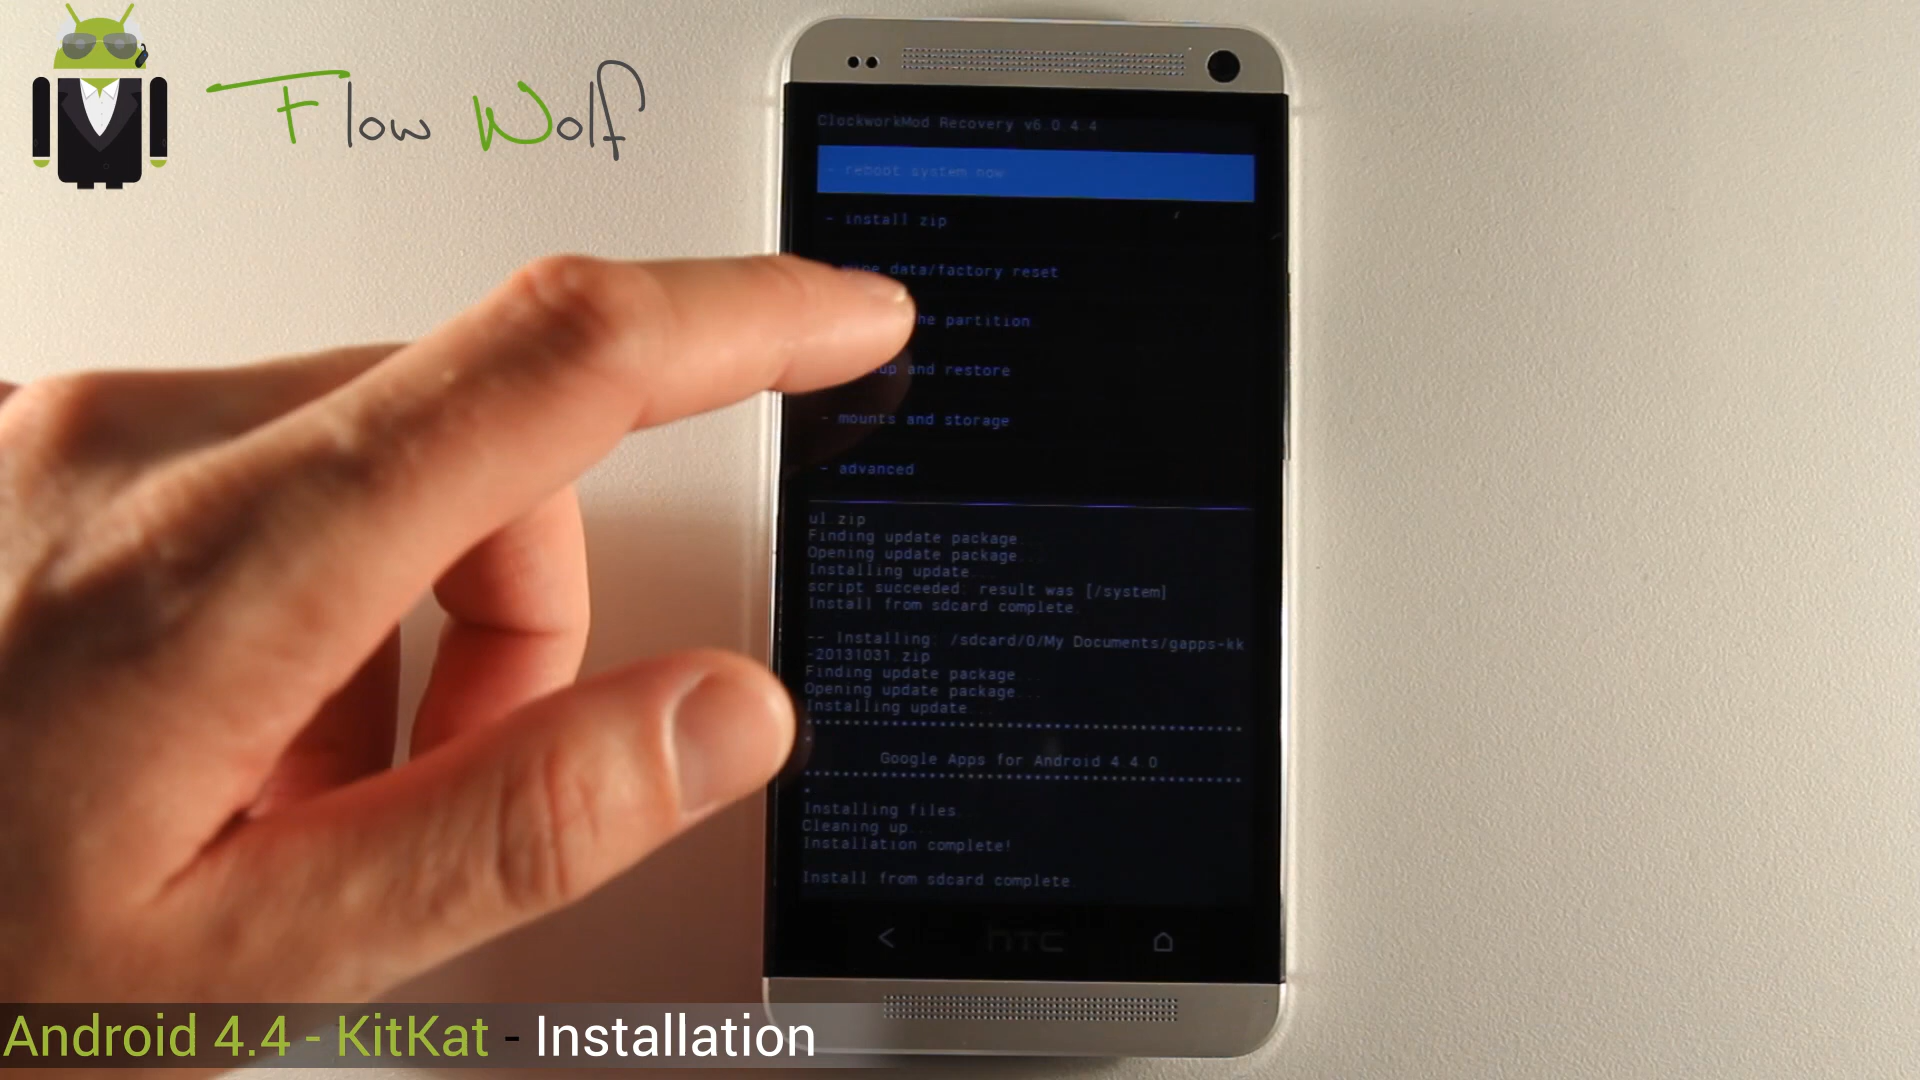 Flow Wolf
ClockworkMod Recovery v6.0.4.4
- reboot system now
- install zip
data/factory reset
partition
and restore
- mounts and storage
- advanced
ul.zip
Finding update package...
Opening update package...
Installing update...
script succeeded: result was [/system]
Install from sdcard complete.
-- Installing: /sdcard/0/My Documents/gapps-kk
-20131031.zip
Finding update package...
Opening update package...
Installing update...
Google Apps for Android 4.4.0
Installing files...
Cleaning up...
Installation complete!
Install from sdcard complete.
hTC
Android 4.4 - KitKat - Installation